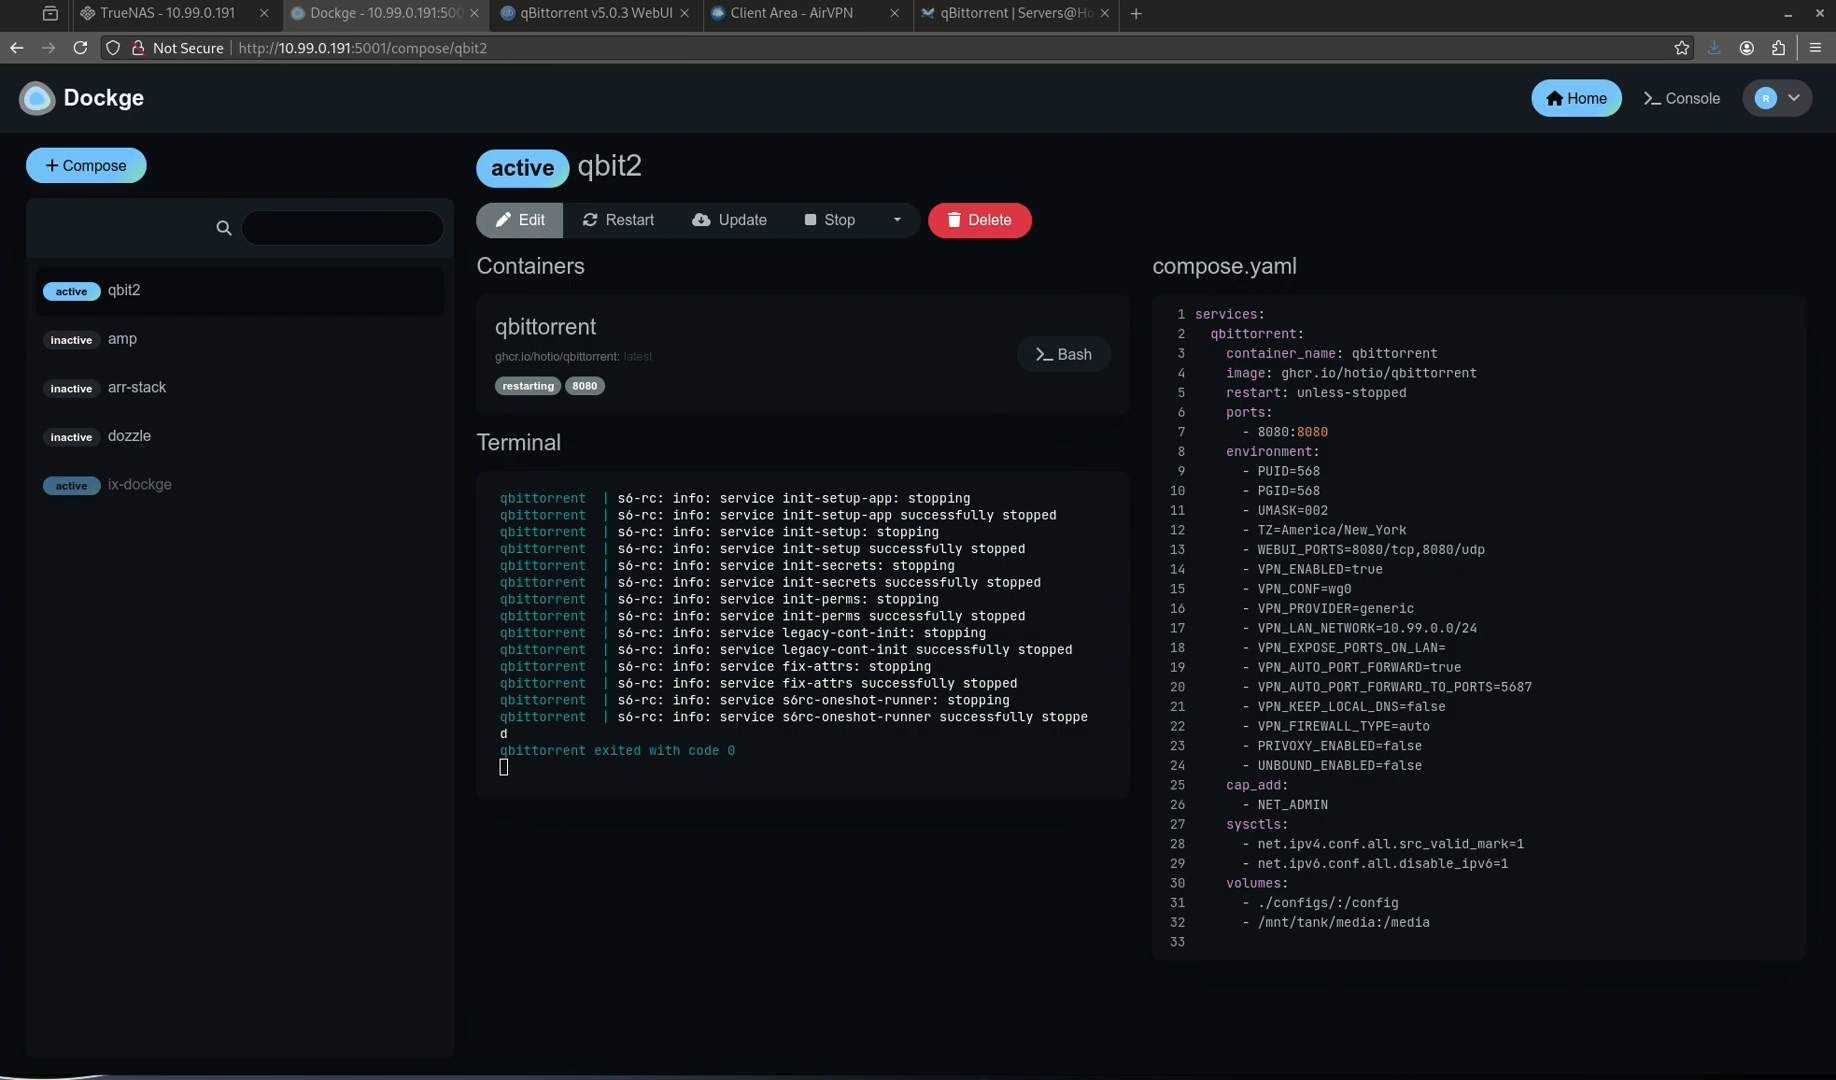 TrueNAS - 10.99.0.191
Dockge - 10.99.0.191:500
qBittorrent v5.0.3 WebUI
Client Area - AirVPN
qBittorrent | Servers@Ho
Not Secure
http://10.99.0.191:5001/compose/qbit2
Dockge
Home
Console
R
Compose
active qbit2
Edit
Restart
Update
Stop
Delete
active qbit2
inactive amp
inactive arr-stack
inactive dozzle
active ix-dockge
Containers
qbittorrent
ghcr.io/hotio/qbittorrent: latest
restarting 8080
Bash
Terminal
qbittorrent | s6-rc: info: service init-setup-app: stopping
qbittorrent | s6-rc: info: service init-setup-app successfully stopped
qbittorrent | s6-rc: info: service init-setup: stopping
qbittorrent | s6-rc: info: service init-setup successfully stopped
qbittorrent | s6-rc: info: service init-secrets: stopping
qbittorrent | s6-rc: info: service init-secrets successfully stopped
qbittorrent | s6-rc: info: service init-perms: stopping
qbittorrent | s6-rc: info: service init-perms successfully stopped
qbittorrent | s6-rc: info: service legacy-cont-init: stopping
qbittorrent | s6-rc: info: service legacy-cont-init successfully stopped
qbittorrent | s6-rc: info: service fix-attrs: stopping
qbittorrent | s6-rc: info: service fix-attrs successfully stopped
qbittorrent | s6-rc: info: service s6rc-oneshot-runner: stopping
qbittorrent | s6-rc: info: service s6rc-oneshot-runner successfully stoppe
d
qbittorrent exited with code 0
compose.yaml
1 services:
2 qbittorrent:
3 container_name: qbittorrent
4 image: ghcr.io/hotio/qbittorrent
5 restart: unless-stopped
6 ports:
7 - 8080:8080
8 environment:
9 - PUID=568
10 - PGID=568
11 - UMASK=002
12 - TZ=America/New_York
13 - WEBUI_PORTS=8080/tcp,8080/udp
14 - VPN_ENABLED=true
15 - VPN_CONF=wg0
16 - VPN_PROVIDER=generic
17 - VPN_LAN_NETWORK=10.99.0.0/24
18 - VPN_EXPOSE_PORTS_ON_LAN=
19 - VPN_AUTO_PORT_FORWARD=true
20 - VPN_AUTO_PORT_FORWARD_TO_PORTS=5687
21 - VPN_KEEP_LOCAL_DNS=false
22 - VPN_FIREWALL_TYPE=auto
23 - PRIVOXY_ENABLED=false
24 - UNBOUND_ENABLED=false
25 cap_add:
26 - NET_ADMIN
27 sysctls:
28 - net.ipv4.conf.all.src_valid_mark=1
29 - net.ipv6.conf.all.disable_ipv6=1
30 volumes:
31 - ./configs/:/config
32 - /mnt/tank/media:/media
33